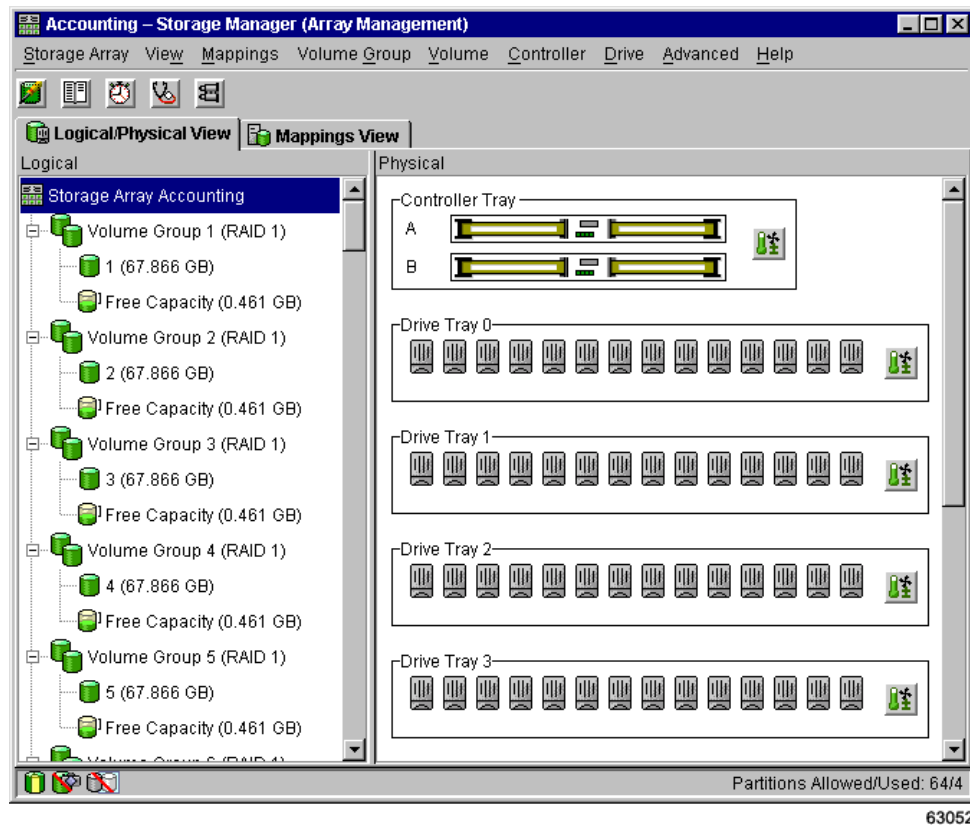 Accounting – Storage Manager (Array Management)
Storage Array View Mappings Volume Group Volume Controller Drive Advanced Help
Logical/Physical View Mappings View
Logical
Storage Array Accounting
Volume Group 1 (RAID 1)
1 (67.866 GB)
Free Capacity (0.461 GB)
Volume Group 2 (RAID 1)
2 (67.866 GB)
Free Capacity (0.461 GB)
Volume Group 3 (RAID 1)
3 (67.866 GB)
Free Capacity (0.461 GB)
Volume Group 4 (RAID 1)
4 (67.866 GB)
Free Capacity (0.461 GB)
Volume Group 5 (RAID 1)
5 (67.866 GB)
Free Capacity (0.461 GB)
Volume Group 6 (RAID 1)
Physical
Controller Tray
A
B
Drive Tray 0
Drive Tray 1
Drive Tray 2
Drive Tray 3
Partitions Allowed/Used: 64/4
63052